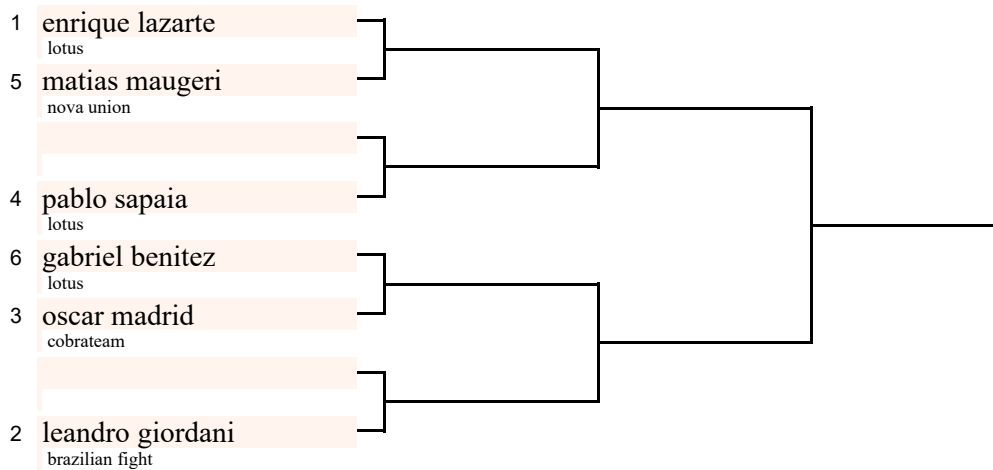 1 enrique lazarte
lotus
5 matias maugeri
nova union
4 pablo sapaia
lotus
6 gabriel benitez
lotus
3 oscar madrid
cobrateam
2 leandro giordani
brazilian fight